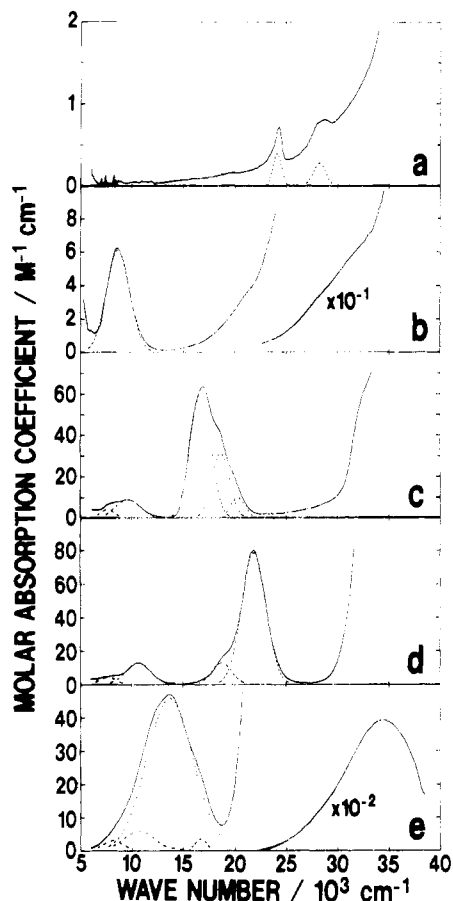 MOLAR ABSORPTION COEFFICIENT / M⁻¹ cm⁻¹
2
1
0
a
8
6
4
2
0
x10⁻¹
b
60
40
20
0
c
80
60
40
20
0
d
40
30
20
10
0
x10⁻²
e
5 10 15 20 25 30 35 40
WAVE NUMBER / 10³ cm⁻¹